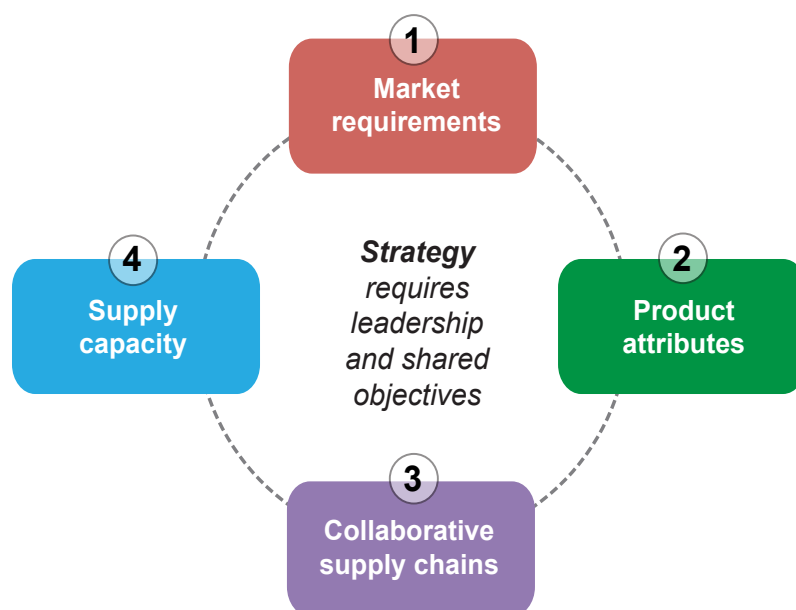 1
Market
requirements
2
Product
attributes
3
Collaborative
supply chains
4
Supply
capacity
Strategy
requires
leadership
and shared
objectives